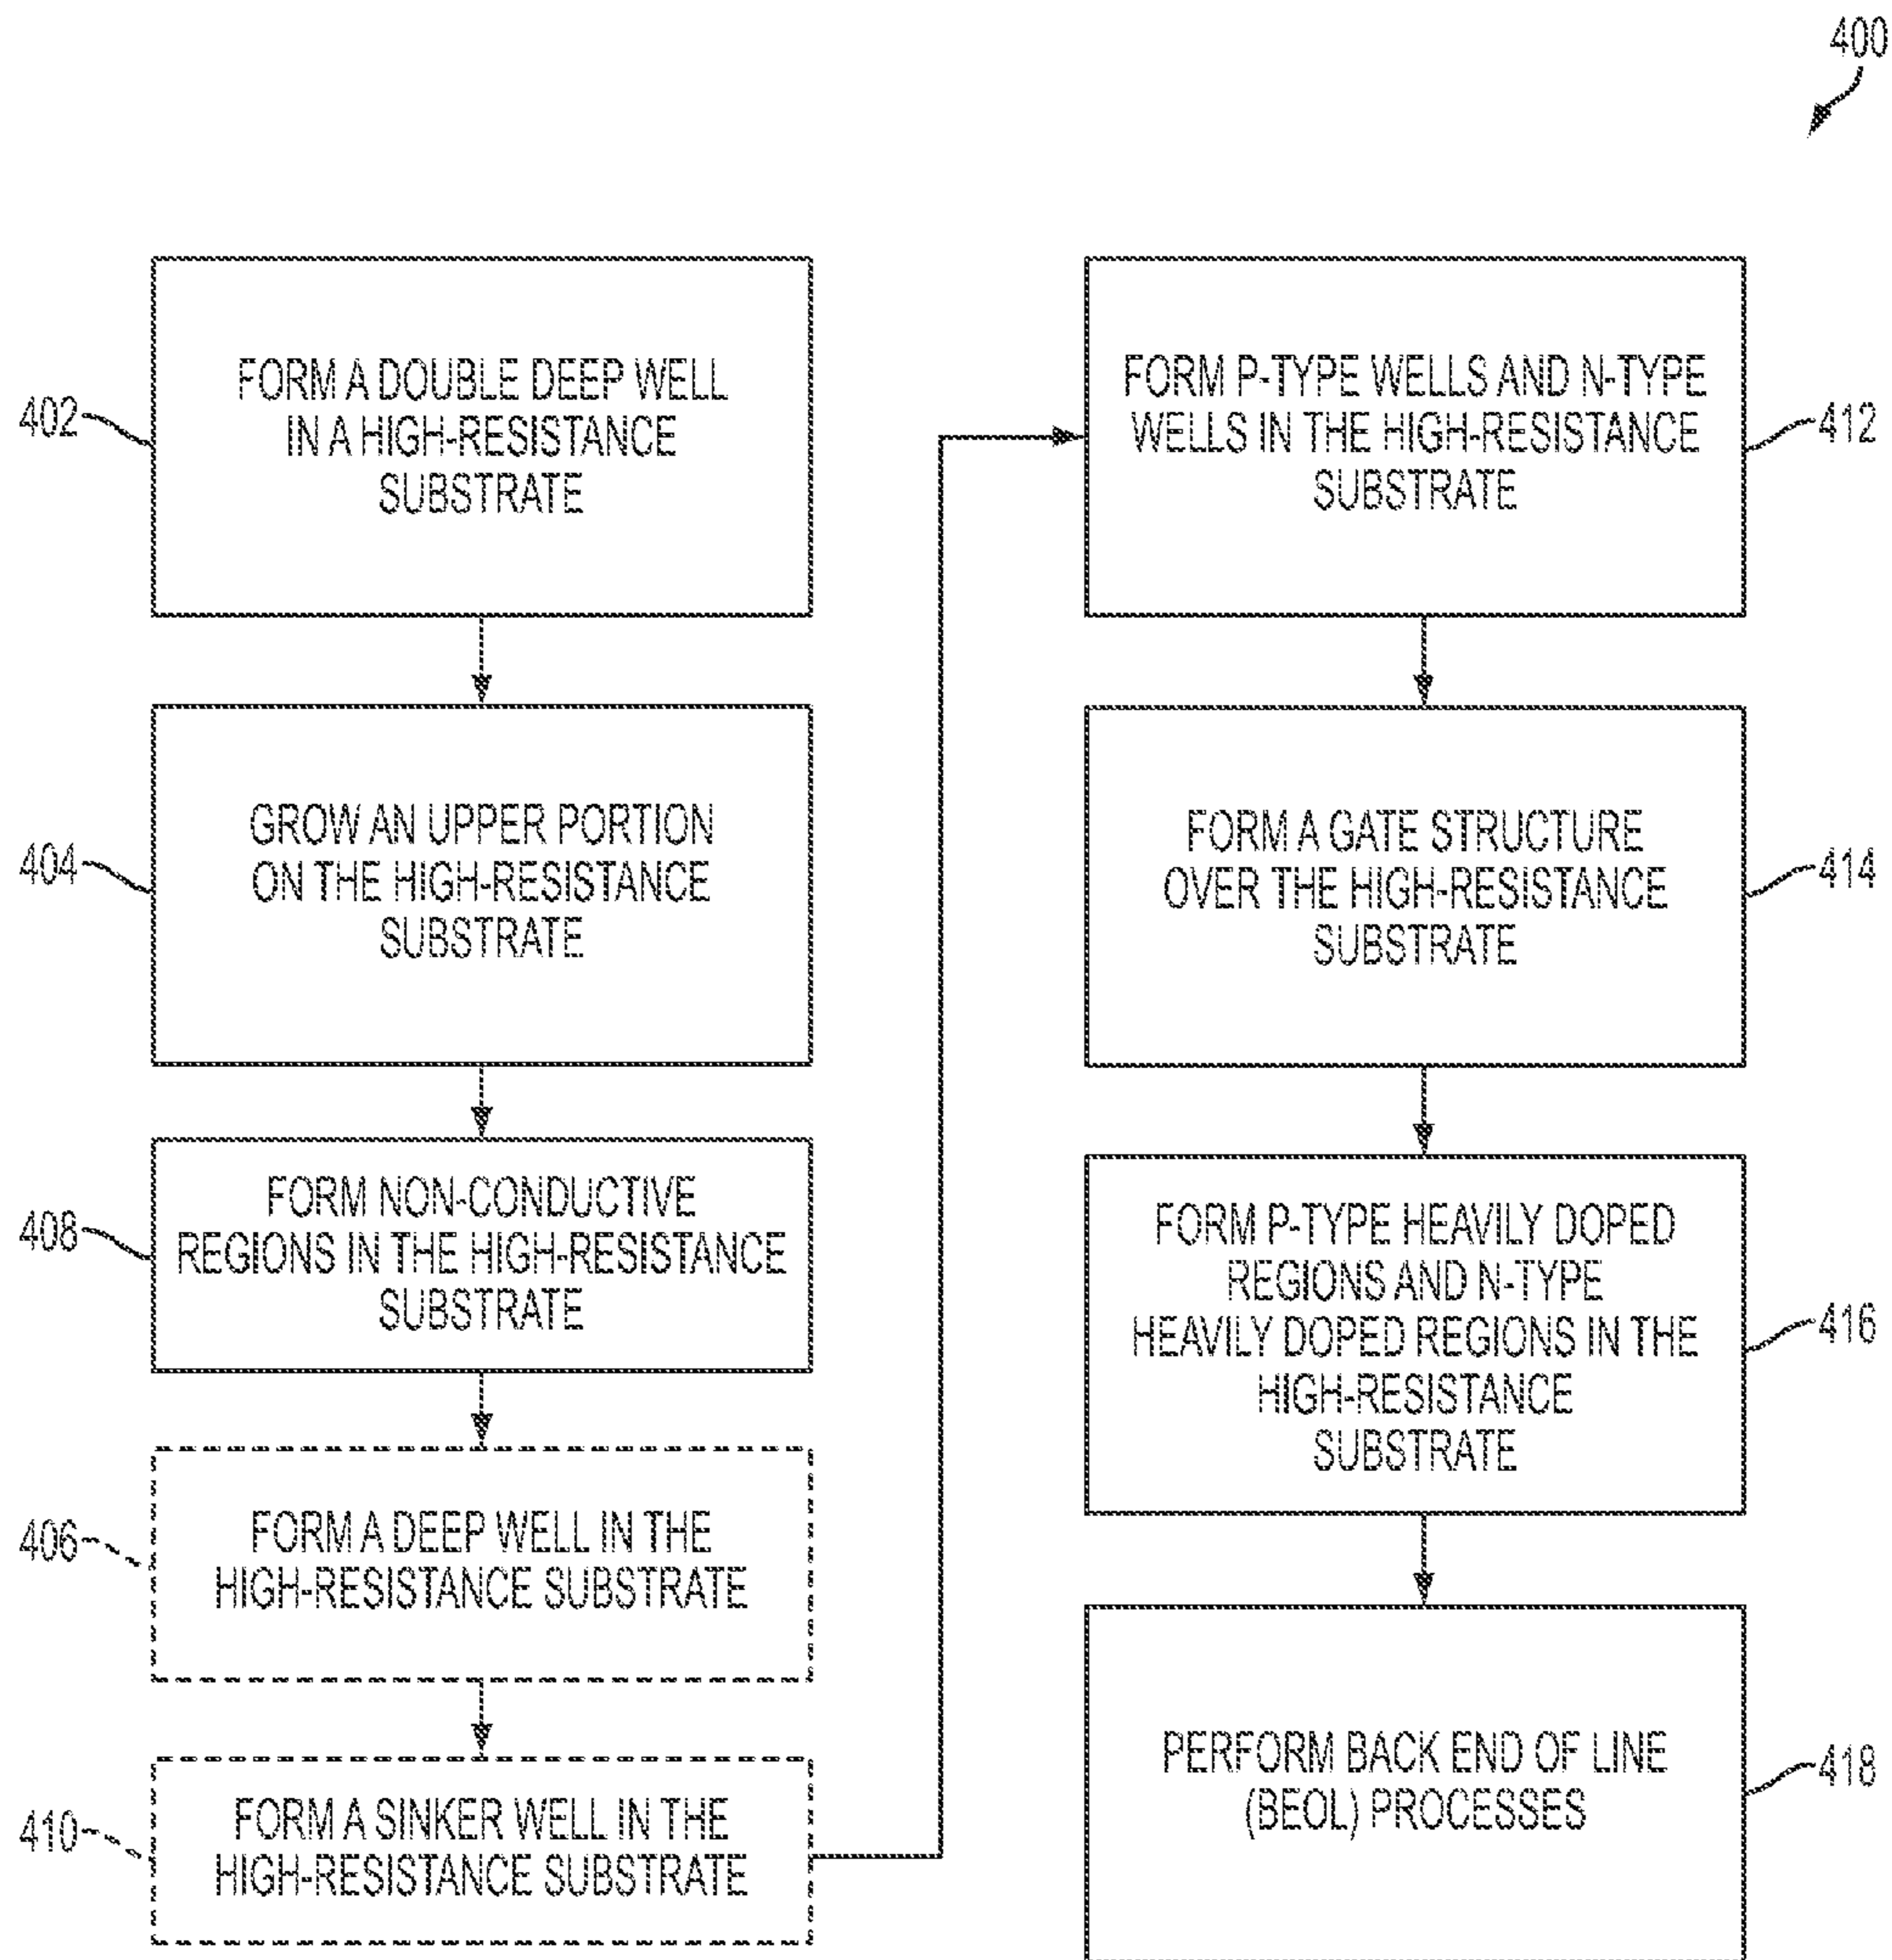 400
402
FORM A DOUBLE DEEP WELL
IN A HIGH-RESISTANCE
SUBSTRATE
404
GROW AN UPPER PORTION
ON THE HIGH-RESISTANCE
SUBSTRATE
408
FORM NON-CONDUCTIVE
REGIONS IN THE HIGH-RESISTANCE
SUBSTRATE
406
FORM A DEEP WELL IN THE
HIGH-RESISTANCE SUBSTRATE
410
FORM A SINKER WELL IN THE
HIGH-RESISTANCE SUBSTRATE
FORM P-TYPE WELLS AND N-TYPE
WELLS IN THE HIGH-RESISTANCE
SUBSTRATE
412
FORM A GATE STRUCTURE
OVER THE HIGH-RESISTANCE
SUBSTRATE
414
FORM P-TYPE HEAVILY DOPED
REGIONS AND N-TYPE
HEAVILY DOPED REGIONS IN THE
HIGH-RESISTANCE
SUBSTRATE
416
PERFORM BACK END OF LINE
(BEOL) PROCESSES
418